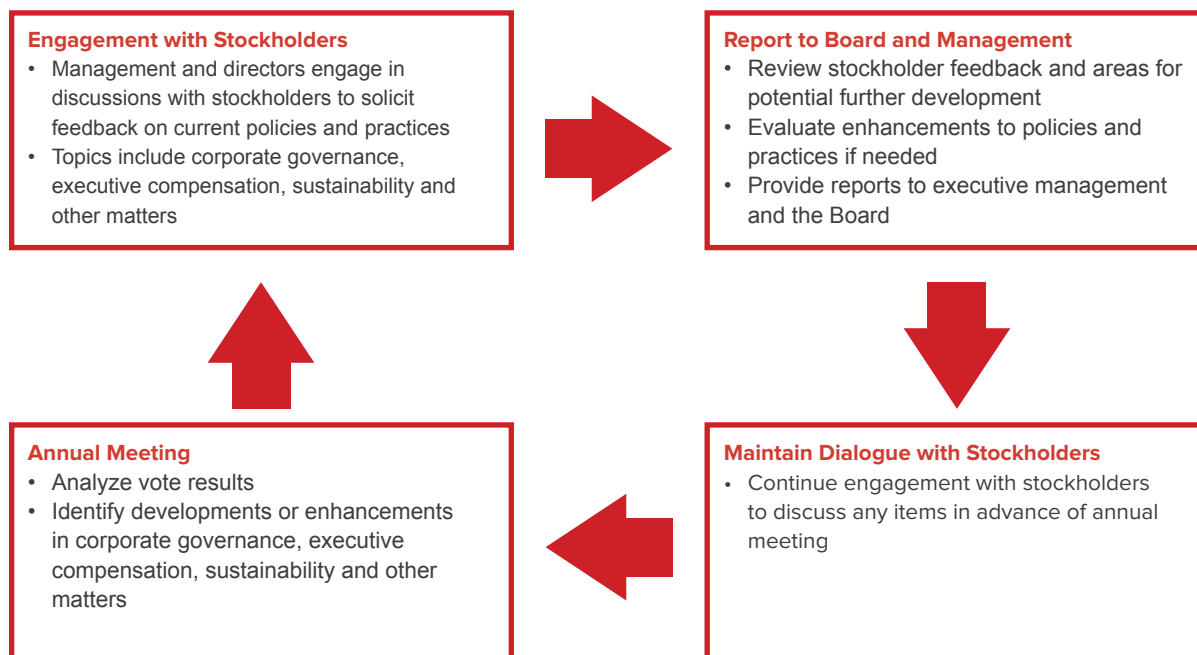 Engagement with Stockholders
• Management and directors engage in
discussions with stockholders to solicit
feedback on current policies and practices
• Topics include corporate governance,
executive compensation, sustainability and
other matters
Report to Board and Management
• Review stockholder feedback and areas for
potential further development
• Evaluate enhancements to policies and
practices if needed
• Provide reports to executive management
and the Board
Annual Meeting
• Analyze vote results
• Identify developments or enhancements
in corporate governance, executive
compensation, sustainability and other
matters
Maintain Dialogue with Stockholders
• Continue engagement with stockholders
to discuss any items in advance of annual
meeting